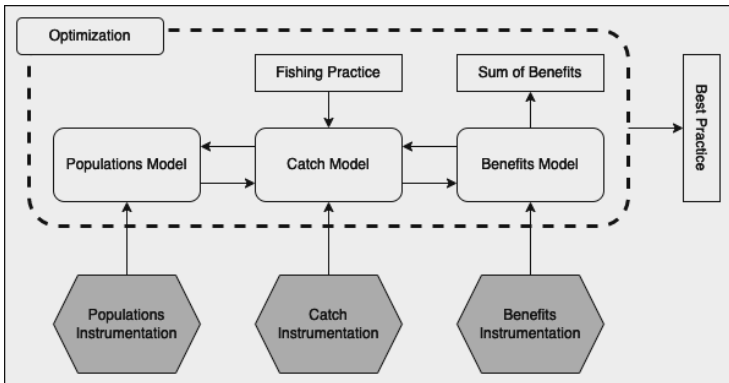 Optimization
Fishing Practice
Sum of Benefits
Best Practice
Populations Model
Catch Model
Benefits Model
Populations
Instrumentation
Catch
Instrumentation
Benefits
Instrumentation